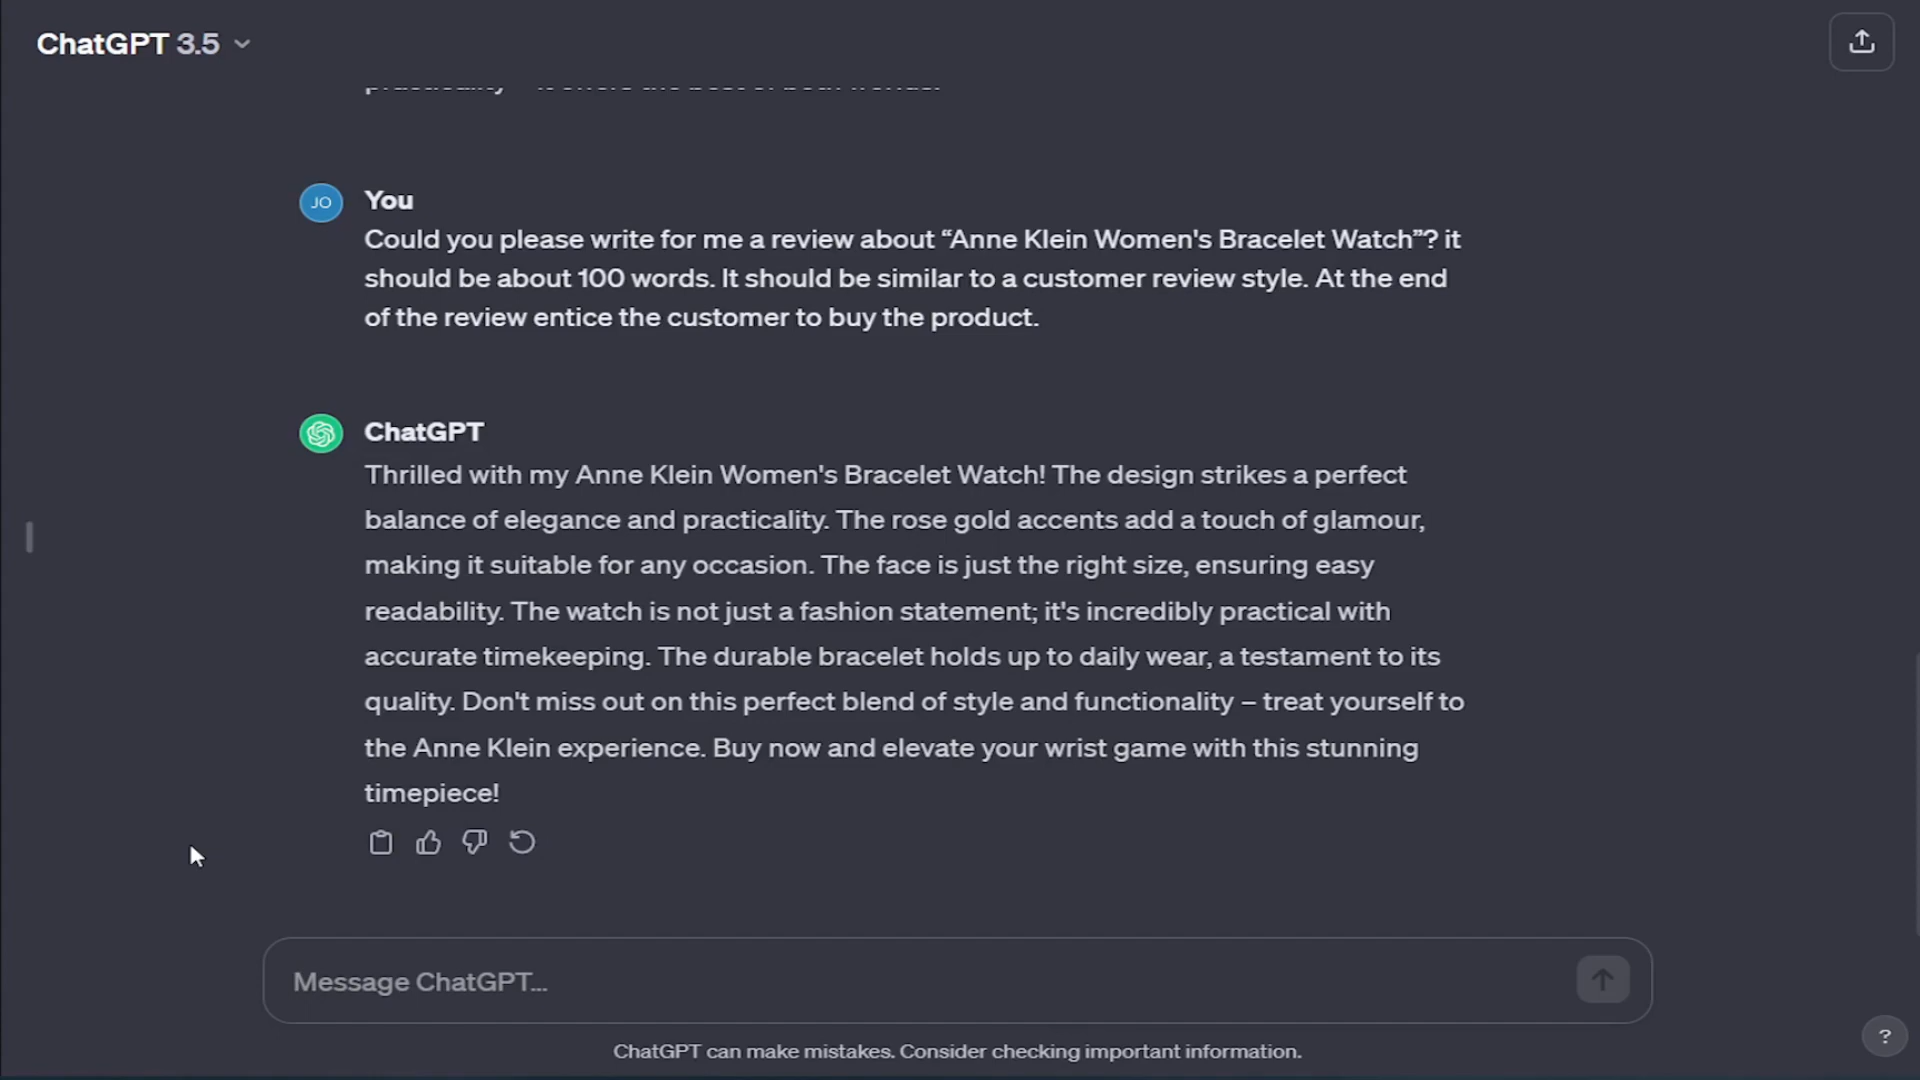 ChatGPT 3.5
JO
You
Could you please write for me a review about “Anne Klein Women's Bracelet Watch”? it
should be about 100 words. It should be similar to a customer review style. At the end
of the review entice the customer to buy the product.
ChatGPT
Thrilled with my Anne Klein Women's Bracelet Watch! The design strikes a perfect
balance of elegance and practicality. The rose gold accents add a touch of glamour,
making it suitable for any occasion. The face is just the right size, ensuring easy
readability. The watch is not just a fashion statement; it's incredibly practical with
accurate timekeeping. The durable bracelet holds up to daily wear, a testament to its
quality. Don't miss out on this perfect blend of style and functionality – treat yourself to
the Anne Klein experience. Buy now and elevate your wrist game with this stunning
timepiece!
Message ChatGPT...
ChatGPT can make mistakes. Consider checking important information.
?